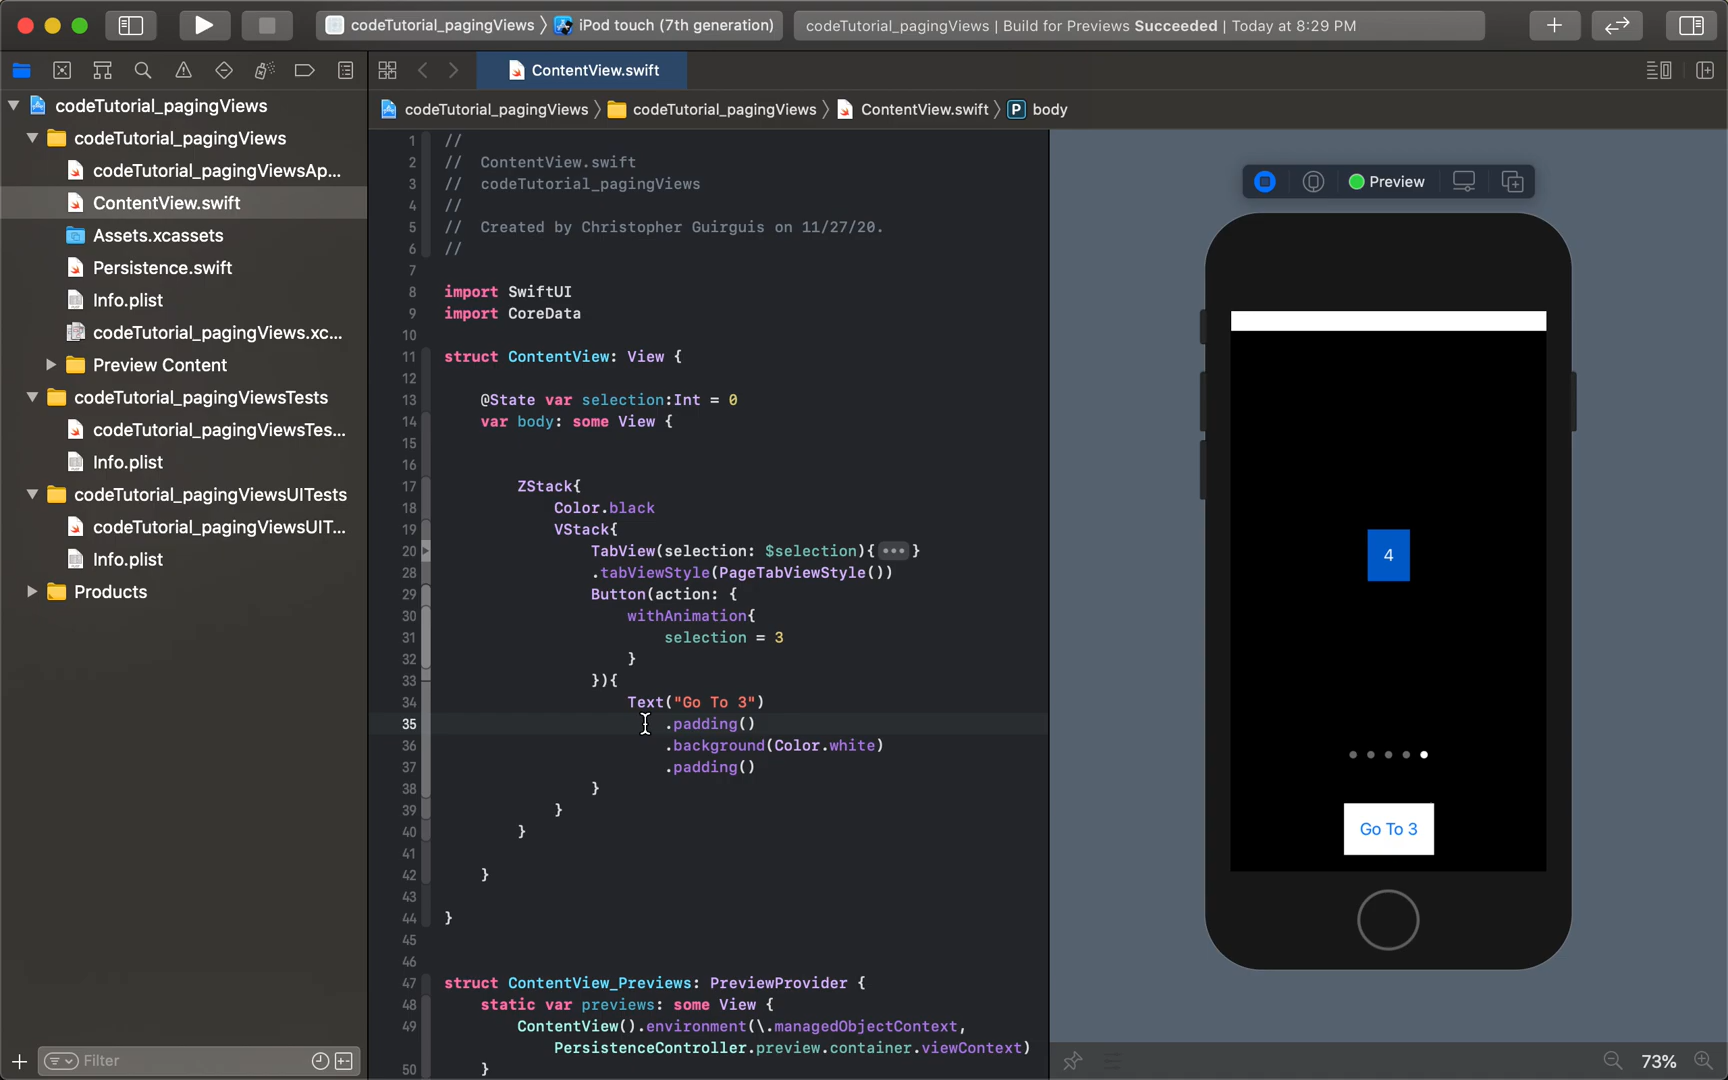 codeTutorial_pagingViews 〉 iPod touch (7th generation)
codeTutorial_pagingViews | Build for Previews Succeeded | Today at 8:29 PM
ContentView.swift
codeTutorial_pagingViews 〉 codeTutorial_pagingViews 〉 ContentView.swift 〉 P body
codeTutorial_pagingViews
codeTutorial_pagingViews
codeTutorial_pagingViewsAp...
ContentView.swift
Assets.xcassets
Persistence.swift
Info.plist
codeTutorial_pagingViews.xc...
Preview Content
codeTutorial_pagingViewsTests
codeTutorial_pagingViewsTes...
Info.plist
codeTutorial_pagingViewsUITests
codeTutorial_pagingViewsUIT...
Info.plist
Products
Filter
1 //
2 // ContentView.swift
3 // codeTutorial_pagingViews
4 //
5 // Created by Christopher Guirguis on 11/27/20.
6 //
7
8 import SwiftUI
9 import CoreData
10
11 struct ContentView: View {
12
13 @State var selection:Int = 0
14 var body: some View {
15
16
17 ZStack{
18 Color.black
19 VStack{
20 TabView(selection: $selection){ ••• }
28 .tabViewStyle(PageTabViewStyle())
29 Button(action: {
30 withAnimation{
31 selection = 3
32 }
33 }){
34 Text("Go To 3")
35 .padding()
36 .background(Color.white)
37 .padding()
38 }
39 }
40 }
41
42 }
43
44 }
45
46
47 struct ContentView_Previews: PreviewProvider {
48 static var previews: some View {
49 ContentView().environment(\.managedObjectContext,
PersistenceController.preview.container.viewContext)
50 }
Preview
4
Go To 3
73%